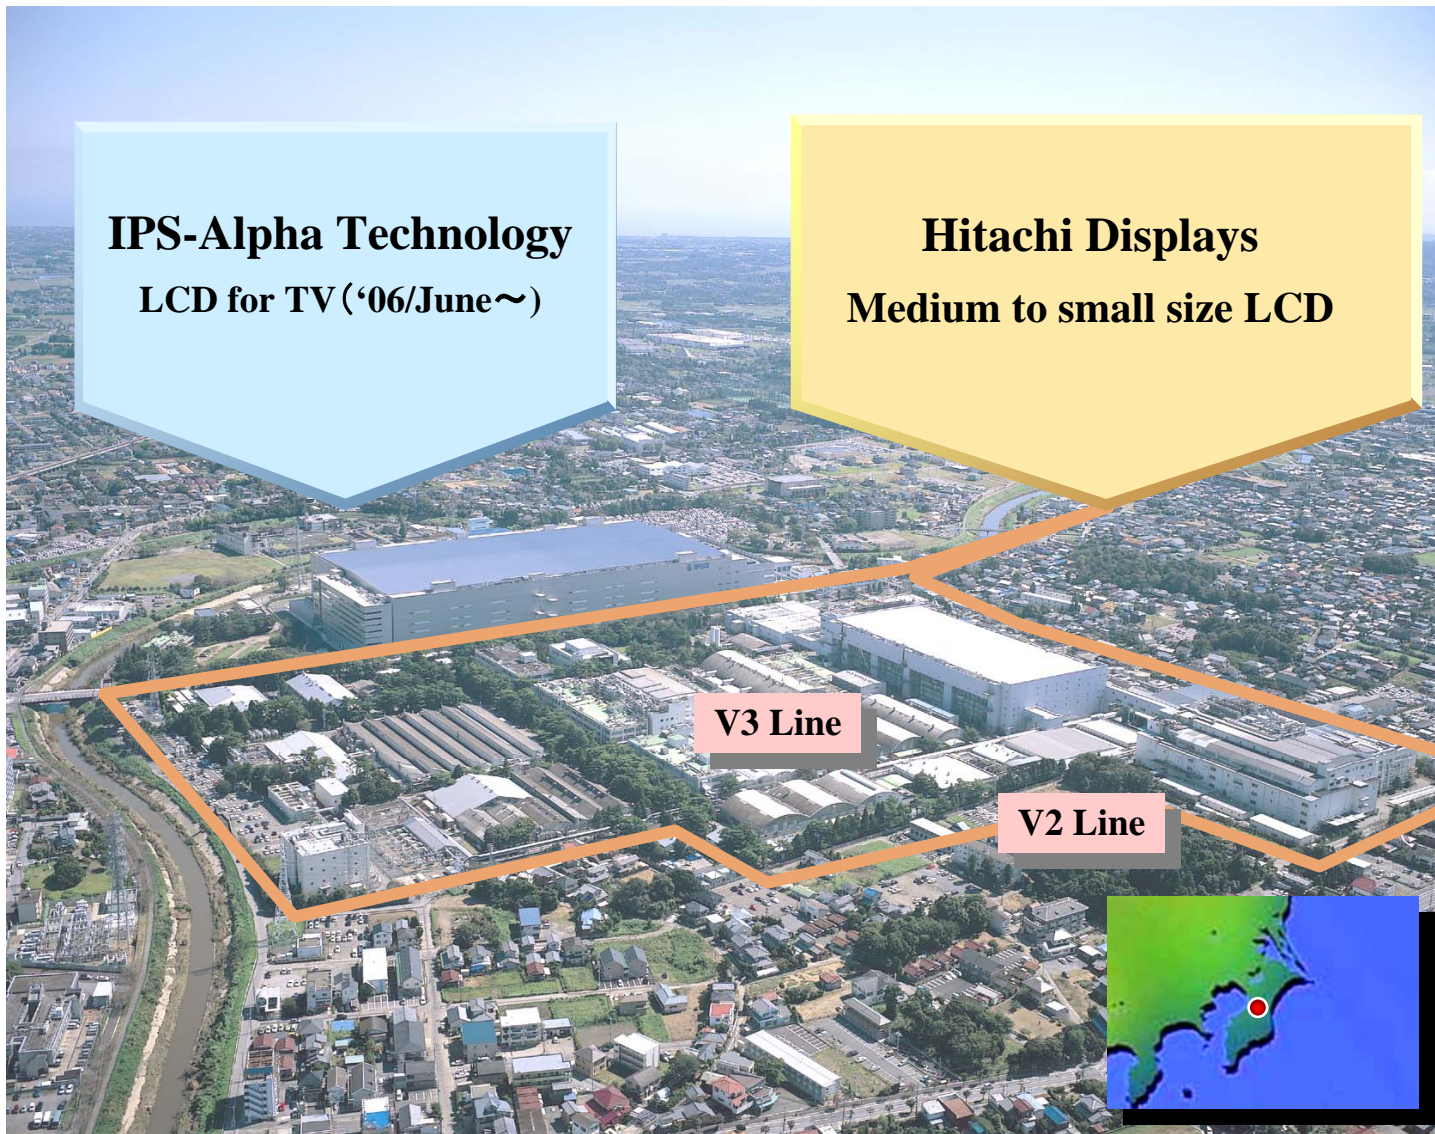 IPS-Alpha Technology
LCD for TV(‘06/June～)
Hitachi Displays
Medium to small size LCD
V3 Line
V2 Line